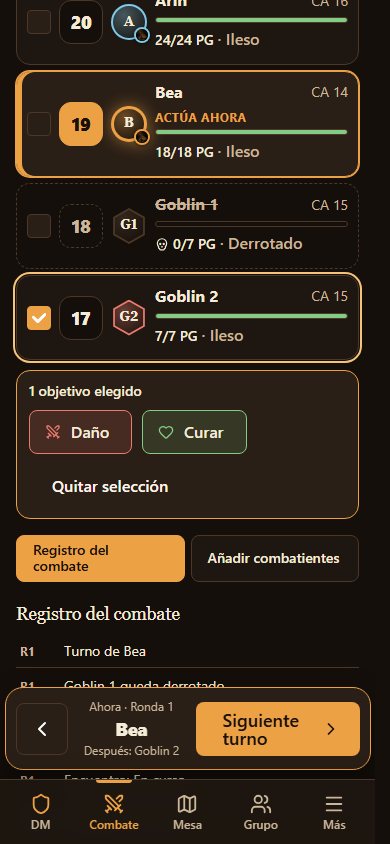 20
A
Arin
CA 16
24/24 PG · Ileso
19
B
Bea
CA 14
ACTÚA AHORA
18/18 PG · Ileso
18
G1
Goblin 1
CA 15
0/7 PG · Derrotado
17
G2
Goblin 2
CA 15
7/7 PG · Ileso
1 objetivo elegido
Daño
Curar
Quitar selección
Registro del
combate
Añadir combatientes
Registro del combate
R1 Turno de Bea
R1 Goblin 1 queda derrotado
Ahora · Ronda 1
Bea
Después: Goblin 2
Siguiente
turno
R1 Encuentro: En curso
DM
Combate
Mesa
Grupo
Más